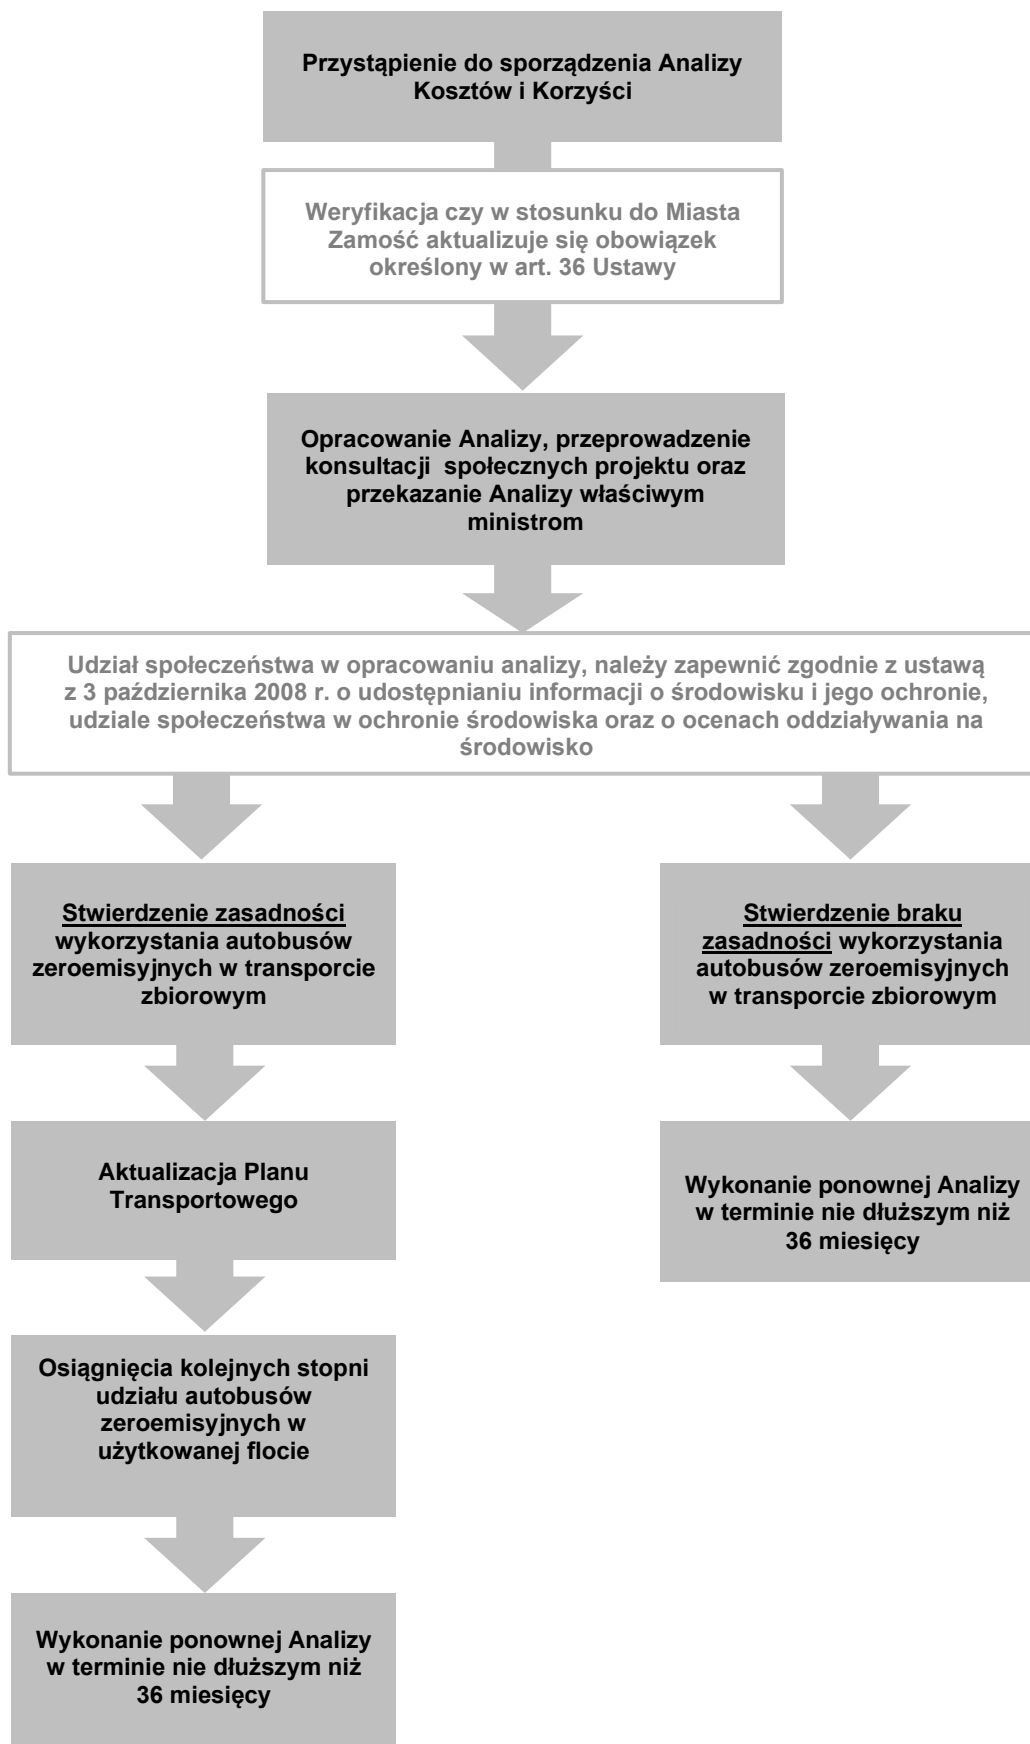 Przystąpienie do sporządzenia Analizy
Kosztów i Korzyści
Weryfikacja czy w stosunku do Miasta
Zamość aktualizuje się obowiązek
określony w art. 36 Ustawy
Opracowanie Analizy, przeprowadzenie
konsultacji społecznych projektu oraz
przekazanie Analizy właściwym
ministrom
Udział społeczeństwa w opracowaniu analizy, należy zapewnić zgodnie z ustawą
z 3 października 2008 r. o udostępnianiu informacji o środowisku i jego ochronie,
udziale społeczeństwa w ochronie środowiska oraz o ocenach oddziaływania na
środowisko
Stwierdzenie zasadności
wykorzystania autobusów
zeroemisyjnych w transporcie
zbiorowym
Stwierdzenie braku
zasadności wykorzystania
autobusów zeroemisyjnych
w transporcie zbiorowym
Aktualizacja Planu
Transportowego
Wykonanie ponownej Analizy
w terminie nie dłuższym niż
36 miesięcy
Osiągnięcia kolejnych stopni
udziału autobusów
zeroemisyjnych w
użytkowanej flocie
Wykonanie ponownej Analizy
w terminie nie dłuższym niż
36 miesięcy